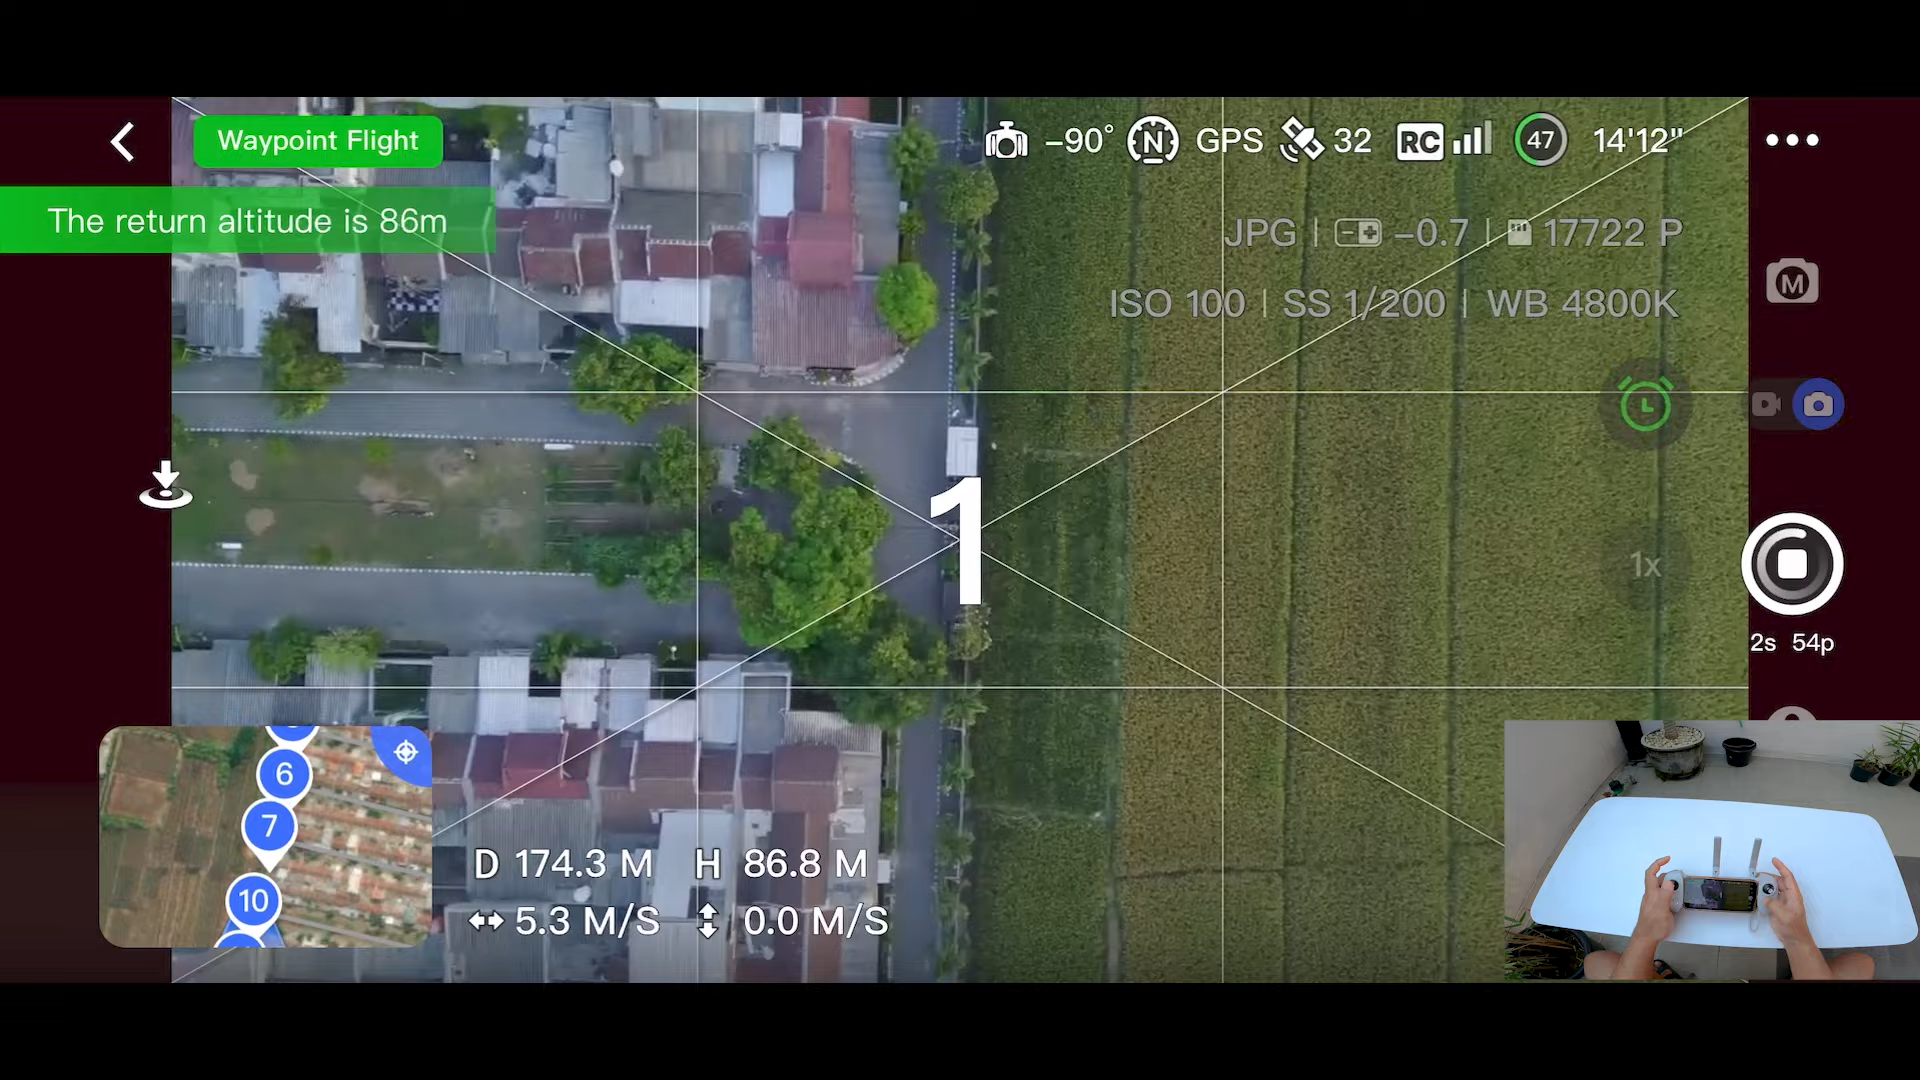 Waypoint Flight
-90° N GPS 32 RC 47 14'12"
The return altitude is 86m
JPG | -0.7 | 17722 P
ISO 100 | SS 1/200 | WB 4800K
M
1
1x
2s 54p
6
7
10
D 174.3 M H 86.8 M
5.3 M/S 0.0 M/S